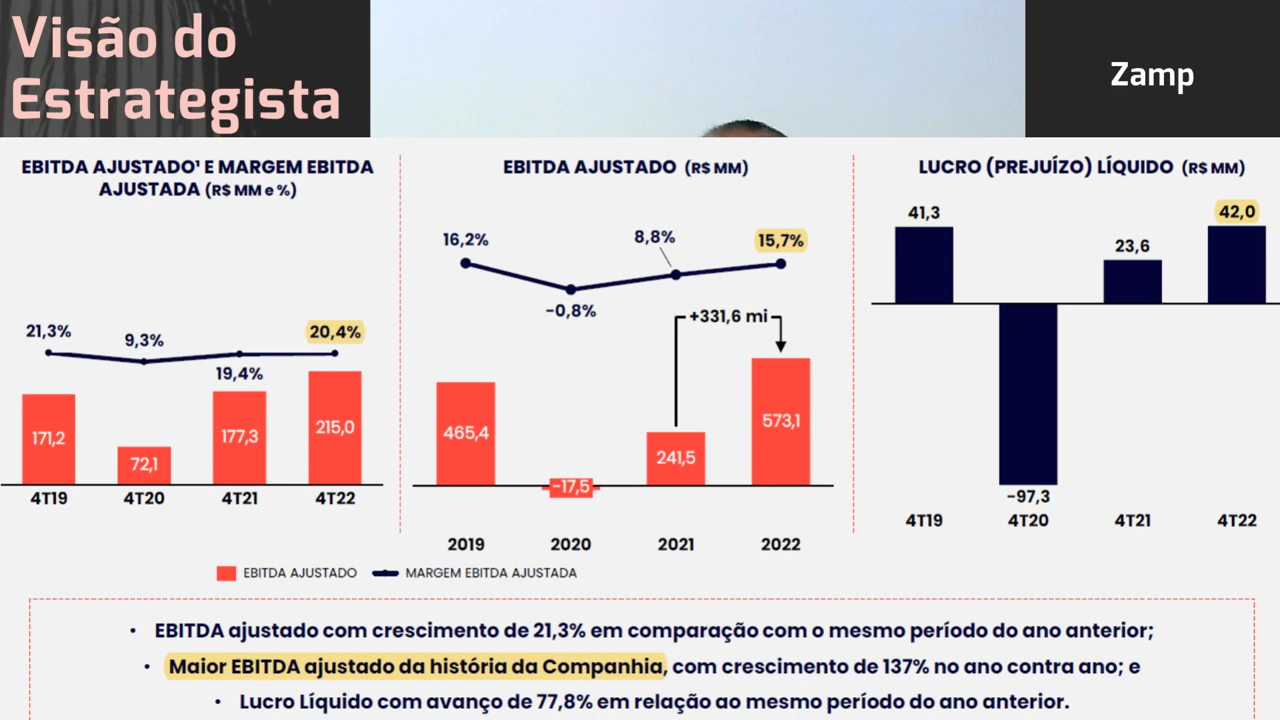 Visão do
Estrategista
Zamp
EBITDA AJUSTADO¹ E MARGEM EBITDA
AJUSTADA (R$ MM e %)
21,3%
9,3%
19,4%
20,4%
171,2
72,1
177,3
215,0
4T19
4T20
4T21
4T22
EBITDA AJUSTADO (R$ MM)
16,2%
-0,8%
8,8%
15,7%
+331,6 mi
465,4
-17,5
241,5
573,1
2019
2020
2021
2022
EBITDA AJUSTADO
MARGEM EBITDA AJUSTADA
LUCRO (PREJUÍZO) LÍQUIDO (R$ MM)
41,3
-97,3
23,6
42,0
4T19
4T20
4T21
4T22
• EBITDA ajustado com crescimento de 21,3% em comparação com o mesmo período do ano anterior;
• Maior EBITDA ajustado da história da Companhia, com crescimento de 137% no ano contra ano; e
• Lucro Líquido com avanço de 77,8% em relação ao mesmo período do ano anterior.